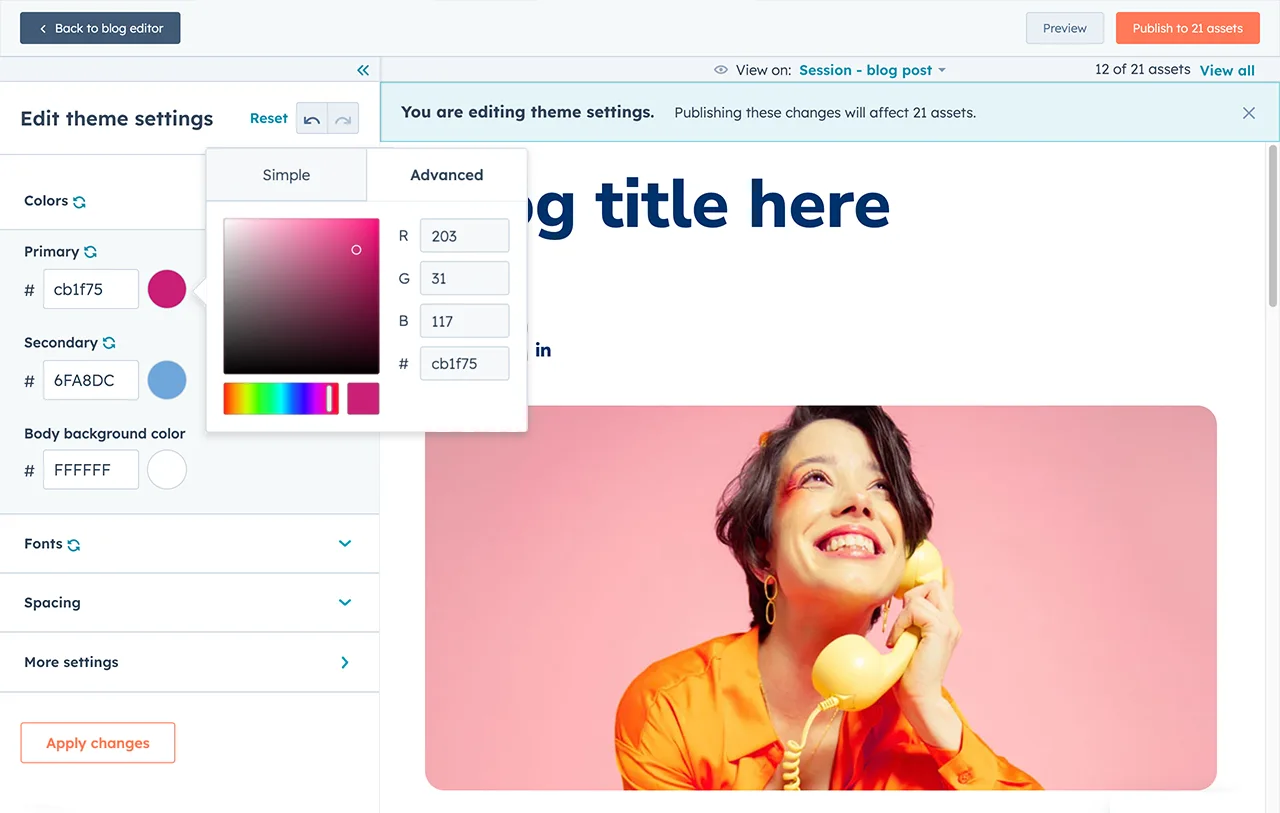 Back to blog editor
Preview
Publish to 21 assets
View on: Session - blog post
12 of 21 assets View all
Edit theme settings
Reset
You are editing theme settings. Publishing these changes will affect 21 assets.
Simple
Advanced
title here
Colors
Primary
# cb1f75
R 203
G 31
B 117
# cb1f75
Secondary
# 6FA8DC
in
Body background color
# FFFFFF
Fonts
Spacing
More settings
Apply changes